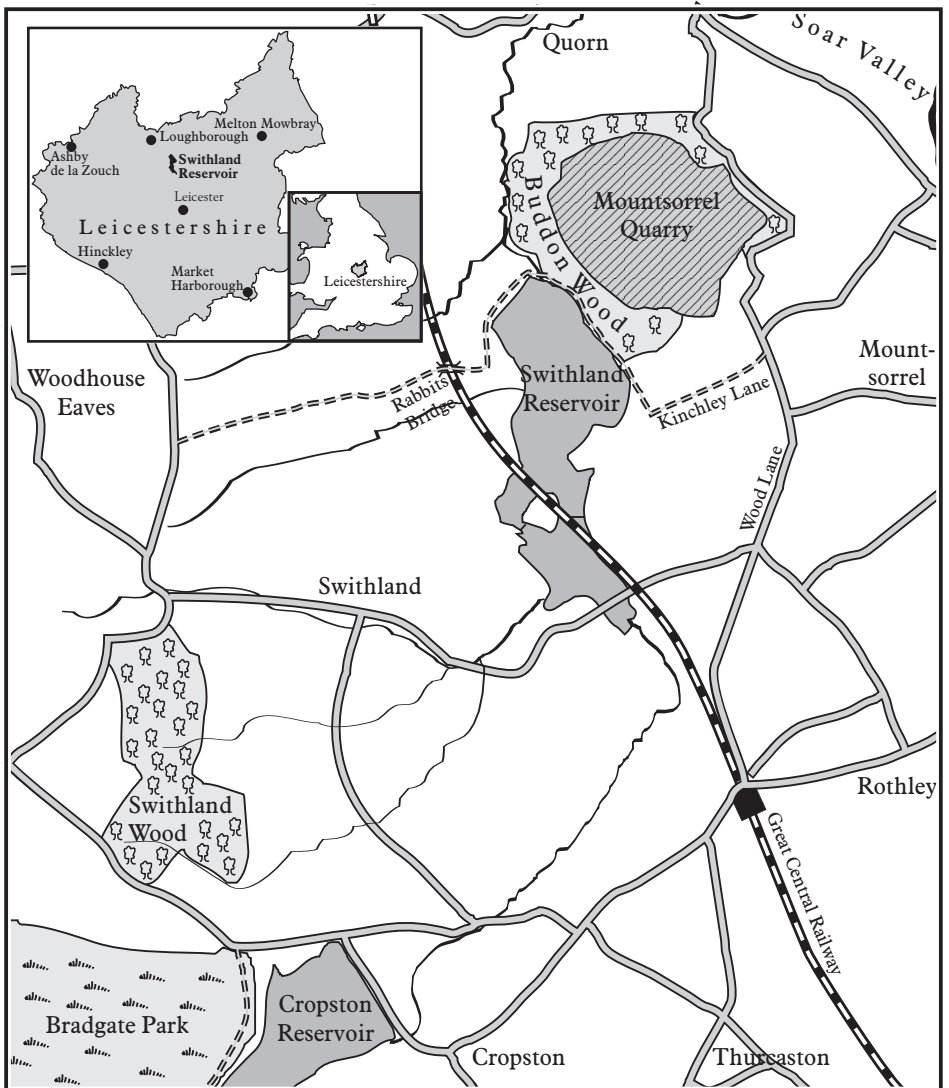 Quorn
Soar Valley
Melton Mowbray
Loughborough
Ashby
de la Zouch
Swithland
Reservoir
Leicester
Leicestershire
Hinckley
Market
Harborough
Leicestershire
Mountsorrel
Quarry
Buddon Wood
Woodhouse
Eaves
Rabbits
Bridge
Swithland
Reservoir
Kinchley Lane
Mount-
sorrel
Wood Lane
Swithland
Swithland
Wood
Rothley
Great Central Railway
Bradgate Park
Cropston
Reservoir
Cropston
Thurcaston